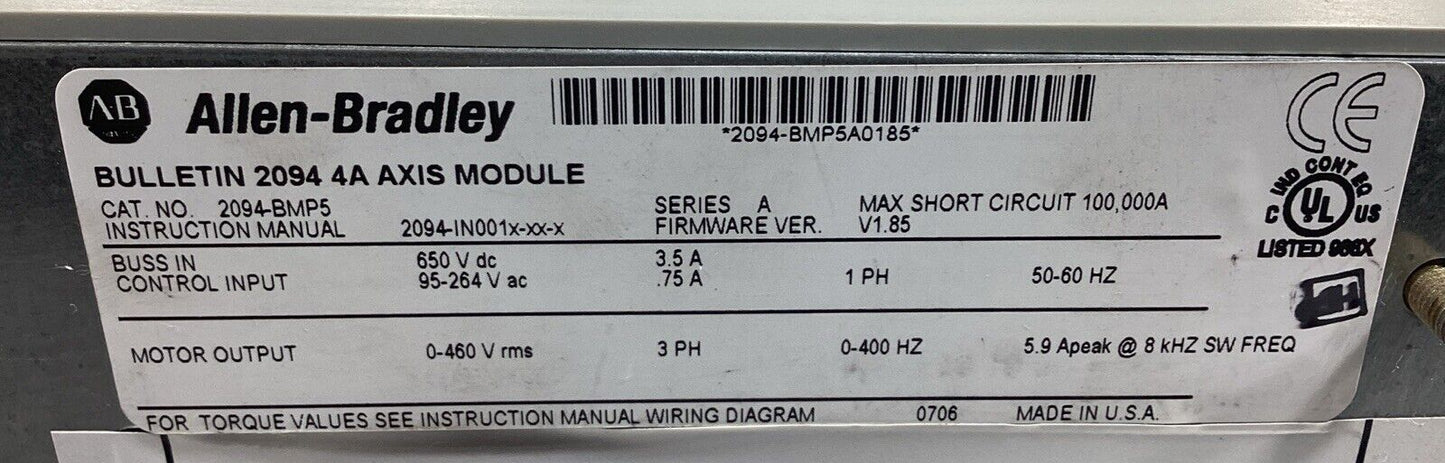 AB Allen-Bradley
*2094-BMP5A0185*
CE
BULLETIN 2094 4A AXIS MODULE
CAT. NO. 2094-BMP5 SERIES A MAX SHORT CIRCUIT 100,000A
INSTRUCTION MANUAL 2094-IN001x-xx-x FIRMWARE VER. V1.85
IND CONT EQ
C UL US
LISTED
BUSS IN 650 V dc 3.5 A
CONTROL INPUT 95-264 V ac .75 A 1 PH 50-60 HZ
MOTOR OUTPUT 0-460 V rms 3 PH 0-400 HZ 5.9 Apeak @ 8 kHZ SW FREQ
FOR TORQUE VALUES SEE INSTRUCTION MANUAL WIRING DIAGRAM 0706 MADE IN U.S.A.